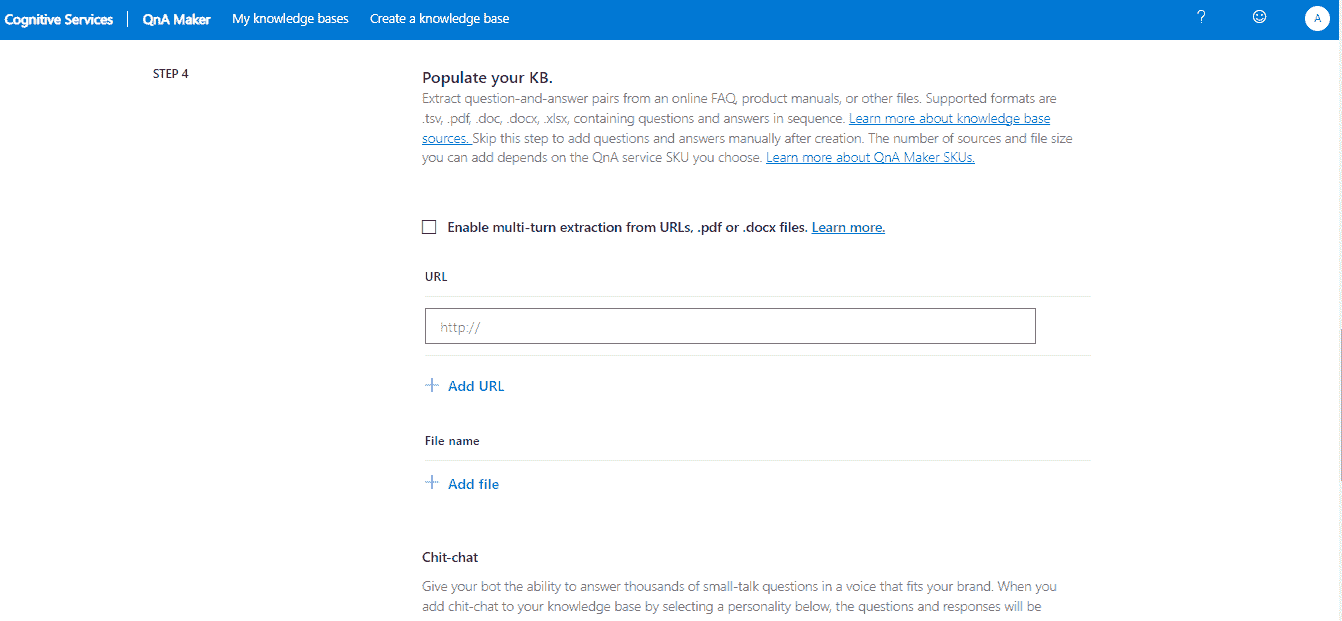 Cognitive Services | QnA Maker My knowledge bases Create a knowledge base ? A
STEP 4
Populate your KB.
Extract question-and-answer pairs from an online FAQ, product manuals, or other files. Supported formats are
.tsv, .pdf, .doc, .docx, .xlsx, containing questions and answers in sequence. Learn more about knowledge base
sources. Skip this step to add questions and answers manually after creation. The number of sources and file size
you can add depends on the QnA service SKU you choose. Learn more about QnA Maker SKUs.
Enable multi-turn extraction from URLs, .pdf or .docx files. Learn more.
URL
http://
+ Add URL
File name
+ Add file
Chit-chat
Give your bot the ability to answer thousands of small-talk questions in a voice that fits your brand. When you
add chit-chat to your knowledge base by selecting a personality below, the questions and responses will be